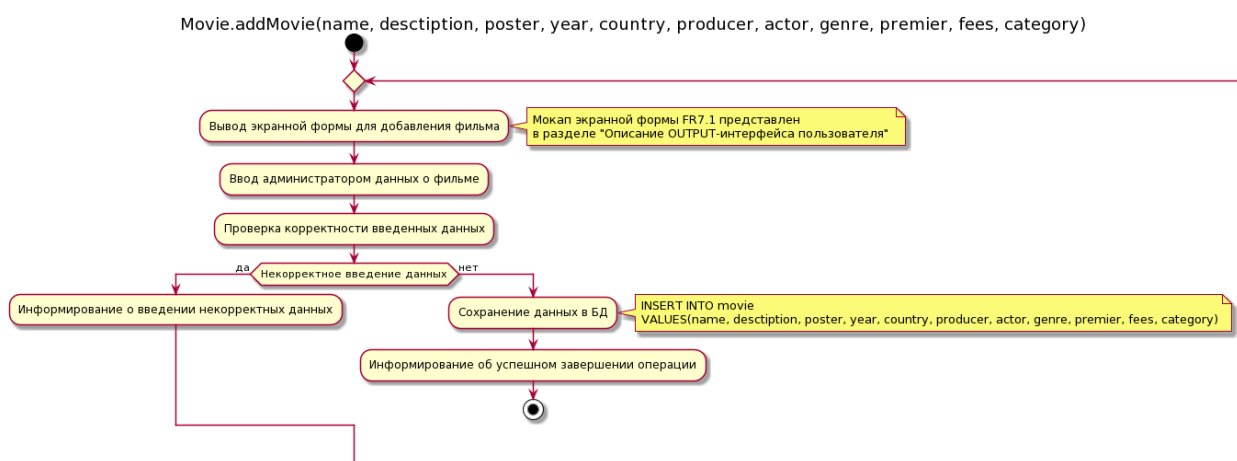 Movie.addMovie(name, desctiption, poster, year, country, producer, actor, genre, premier, fees, category)
Вывод экранной формы для добавления фильма
Мокап экранной формы FR7.1 представлен
в разделе "Описание OUTPUT-интерфейса пользователя"
Ввод администратором данных о фильме
Проверка корректности введенных данных
да
Некорректное введение данных
нет
Информирование о введении некорректных данных
Сохранение данных в БД
INSERT INTO movie
VALUES(name, desctiption, poster, year, country, producer, actor, genre, premier, fees, category)
Информирование об успешном завершении операции